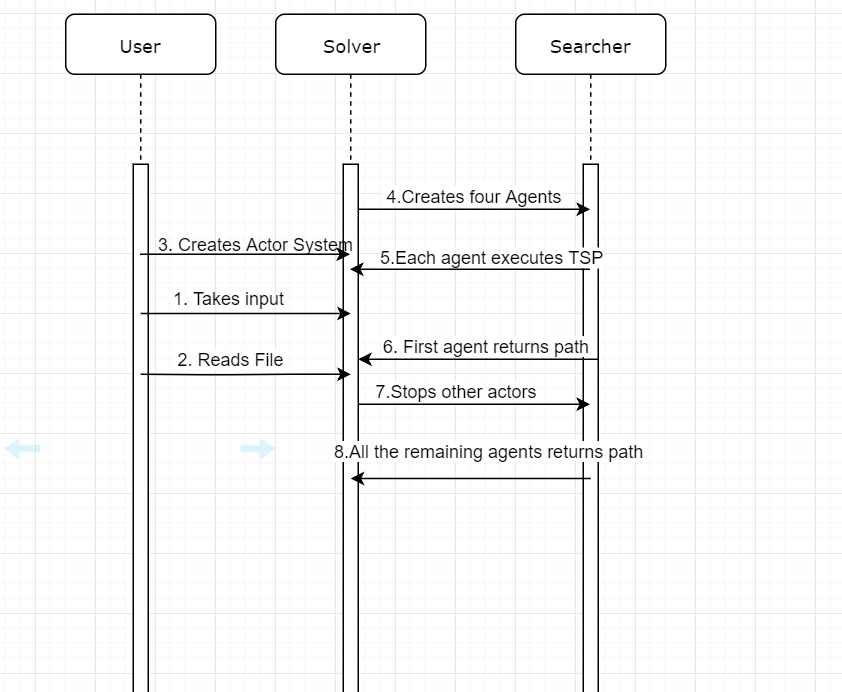 User
Solver
Searcher
4.Creates four Agents
3. Creates Actor System
5.Each agent executes TSP
1. Takes input
6. First agent returns path
2. Reads File
7.Stops other actors
8.All the remaining agents returns path